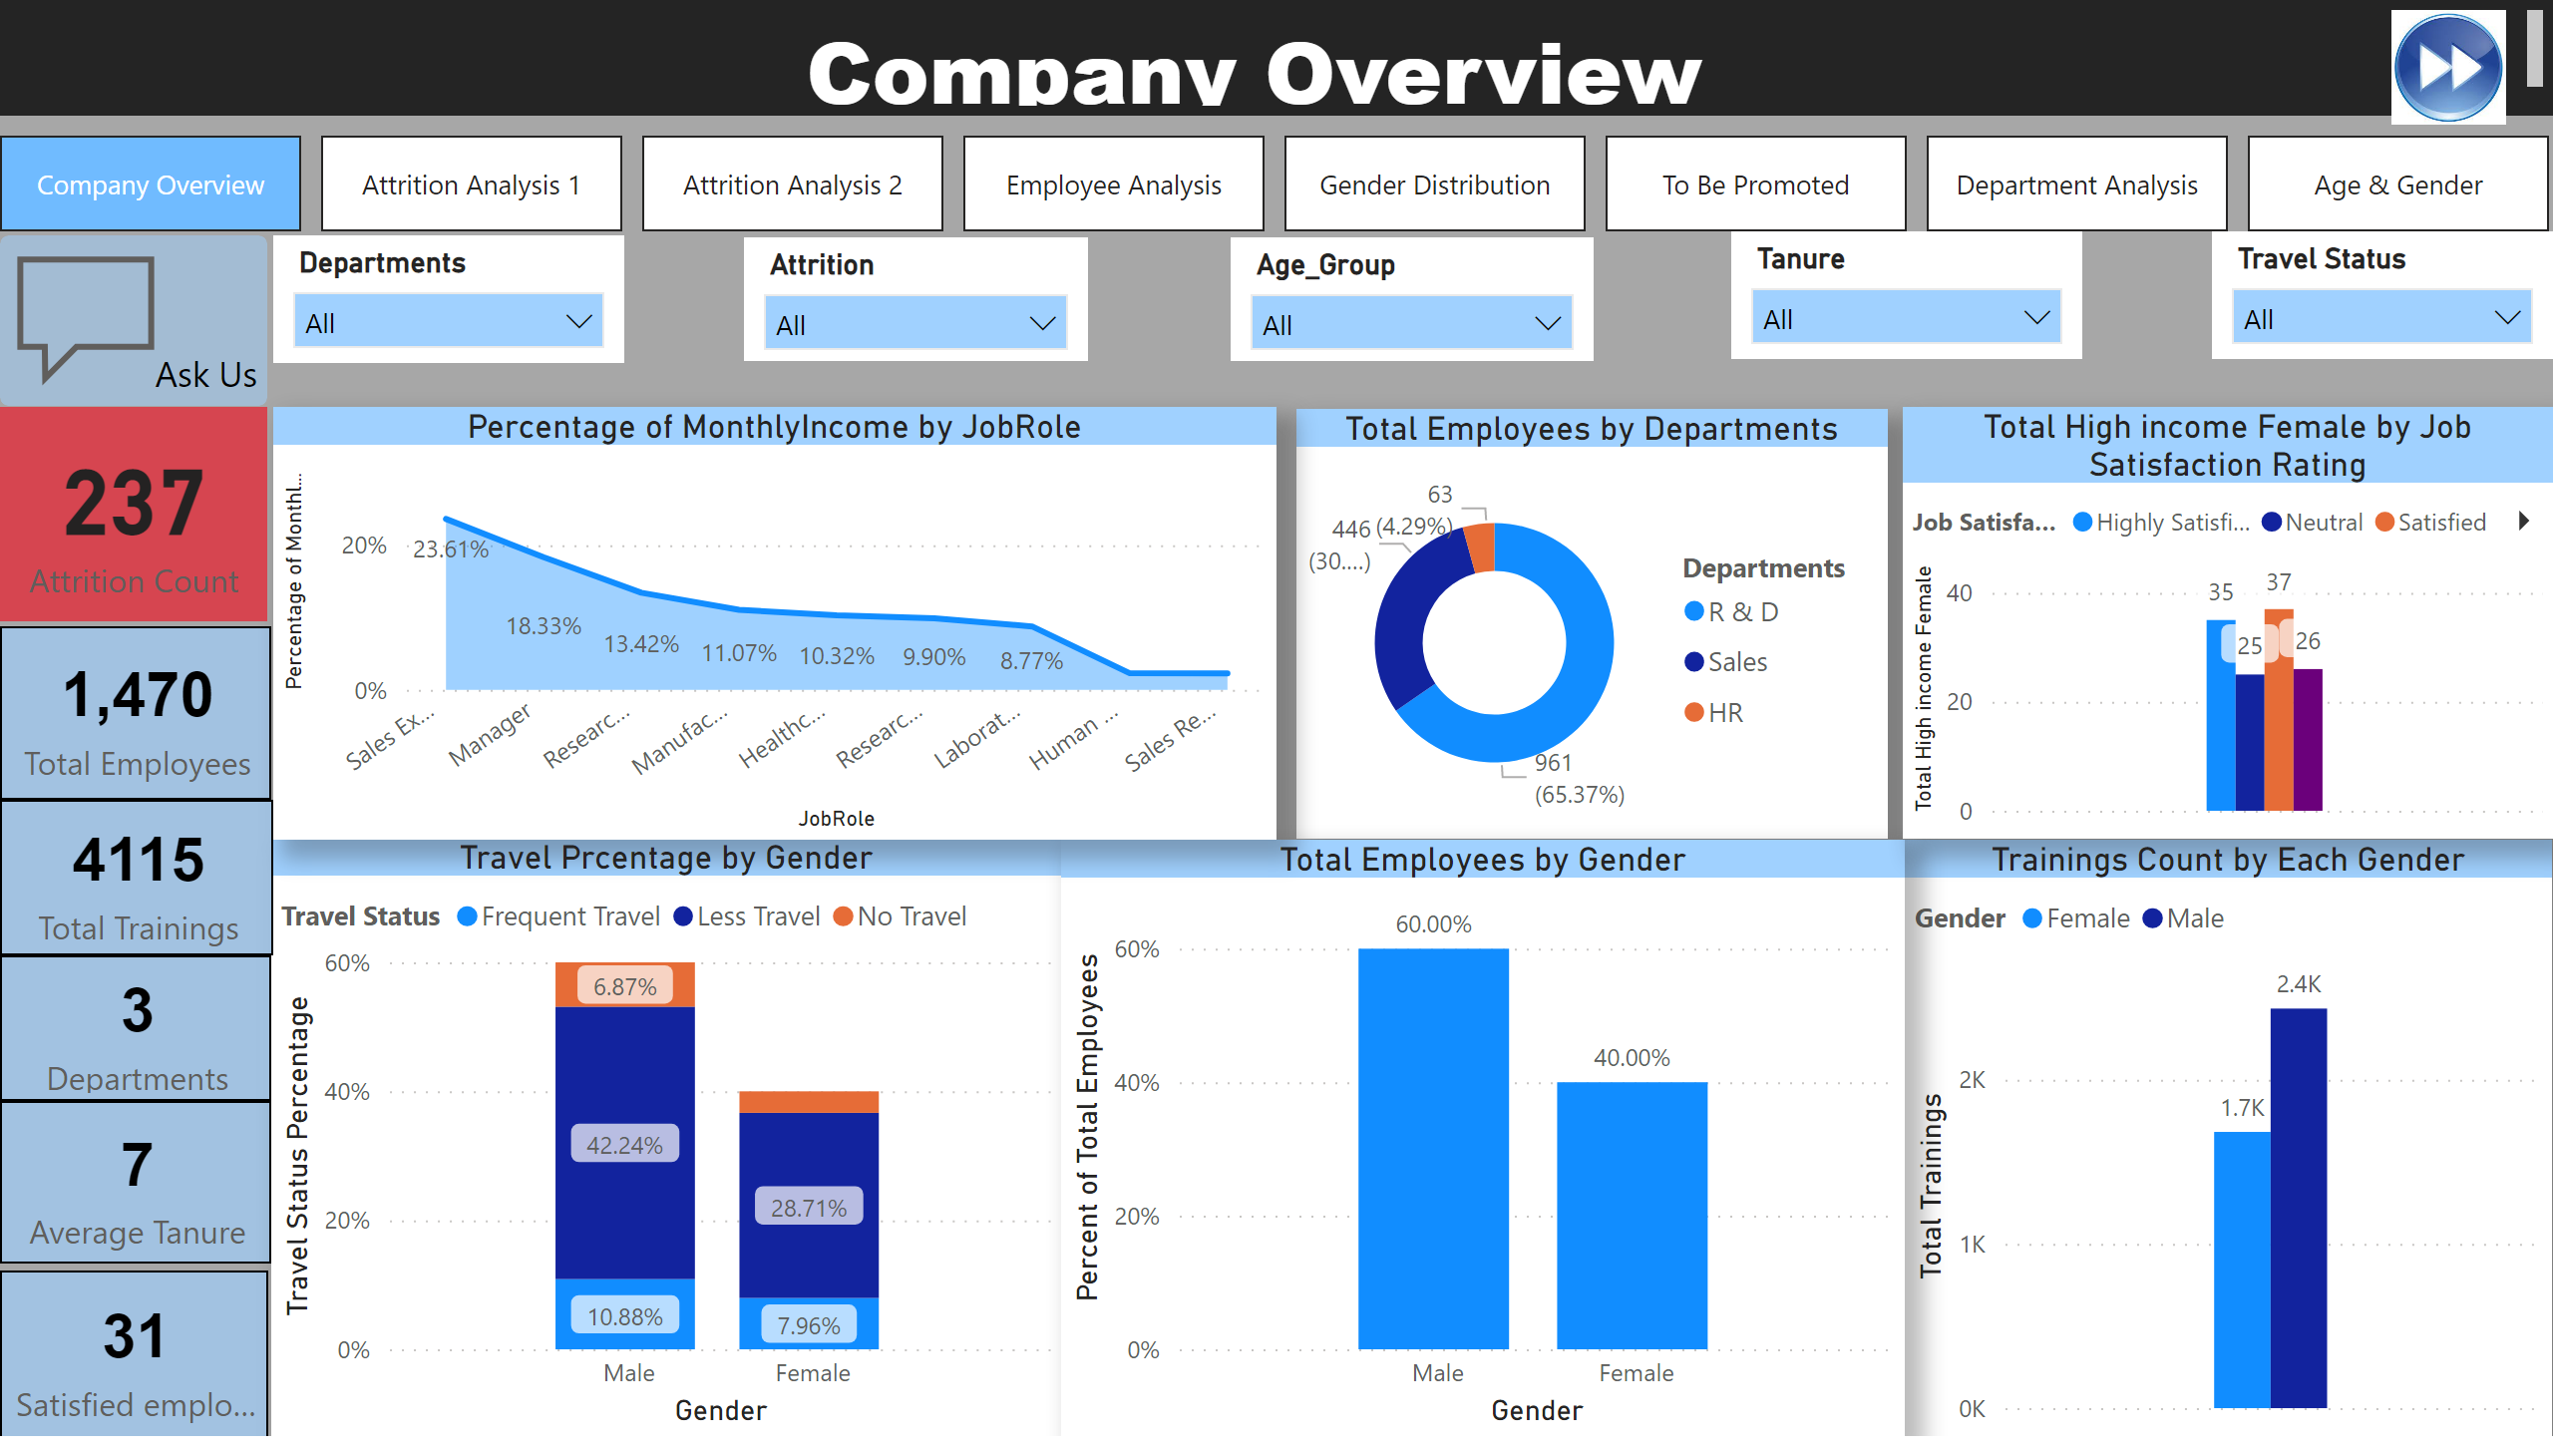 Company Overview
Company Overview
Attrition Analysis 1
Attrition Analysis 2
Employee Analysis
Gender Distribution
To Be Promoted
Department Analysis
Age & Gender
Ask Us
Departments
All
Attrition
All
Age_Group
All
Tanure
All
Travel Status
All
237
Attrition Count
1,470
Total Employees
4115
Total Trainings
3
Departments
7
Average Tanure
31
Satisfied emplo...
Percentage of MonthlyIncome by JobRole
Percentage of Monthl...
20%
0%
23.61%
18.33%
13.42%
11.07%
10.32%
9.90%
8.77%
Sales Ex...
Manager
Researc...
Manufac...
Healthc...
Researc...
Laborat...
Human ...
Sales Re...
JobRole
Total Employees by Departments
63
(4.29%)
446
(30....)
961
(65.37%)
Departments
R & D
Sales
HR
Total High income Female by Job
Satisfaction Rating
Job Satisfa... Highly Satisfi... Neutral Satisfied
Total High income Female
40
20
0
35
25
37
26
Travel Prcentage by Gender
Travel Status Frequent Travel Less Travel No Travel
Travel Status Percentage
60%
40%
20%
0%
6.87%
42.24%
10.88%
28.71%
7.96%
Male
Female
Gender
Total Employees by Gender
Percent of Total Employees
60%
40%
20%
0%
60.00%
40.00%
Male
Female
Gender
Trainings Count by Each Gender
Gender Female Male
Total Trainings
2K
1K
0K
1.7K
2.4K